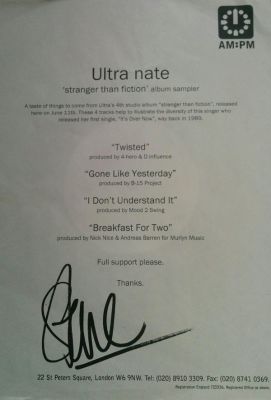 AM:PM
Ultra nate
'stranger than fiction' album sampler
A taste of things to come from Ultra's 4th studio album "stranger than fiction", released
here on June 11th. These 4 tracks help to illustrate the diversity of this singer who
released her first single, "It's Over Now", way back in 1989.
"Twisted"
produced by 4-hero & D influence
"Gone Like Yesterday"
produced by B-15 Project
"I Don't Understand It"
produced by Mood 2 Swing
"Breakfast For Two"
produced by Nick Nice & Andreas Barren for Murlyn Music
Full support please.
Thanks.
22 St Peters Square, London W6 9NW. Tel: (020) 8910 3309. Fax: (020) 8741 0369.